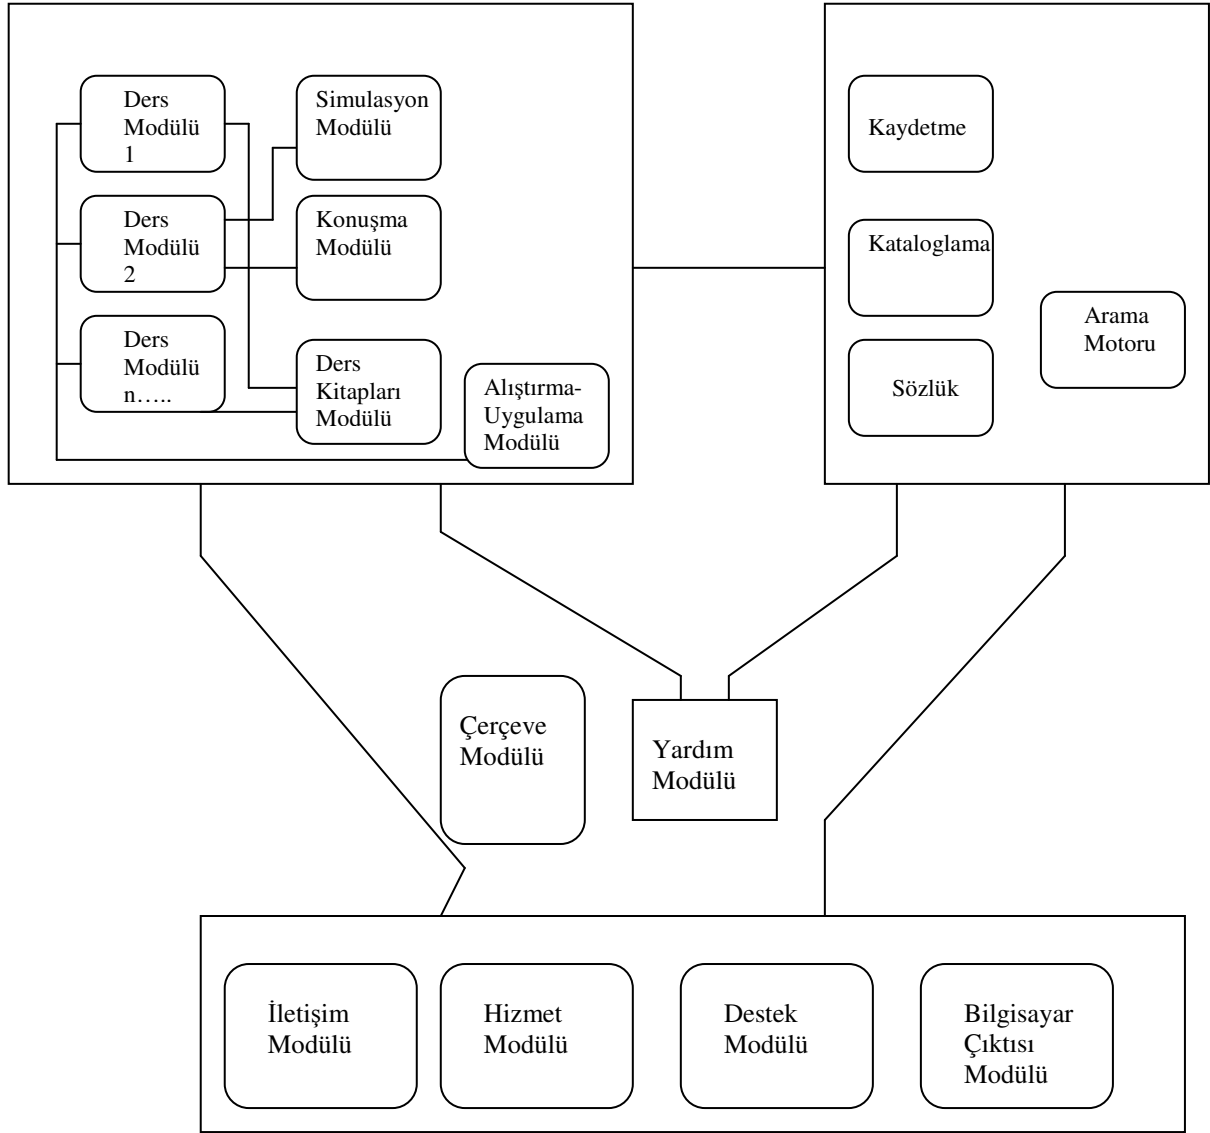 Ders
Modülü
1
Simulasyon
Modülü
Ders
Modülü
2
Konuşma
Modülü
Ders
Modülü
n…..
Ders
Kitapları
Modülü
Alıştırma-
Uygulama
Modülü
Kaydetme
Kataloglama
Sözlük
Arama
Motoru
Çerçeve
Modülü
Yardım
Modülü
İletişim
Modülü
Hizmet
Modülü
Destek
Modülü
Bilgisayar
Çıktısı
Modülü